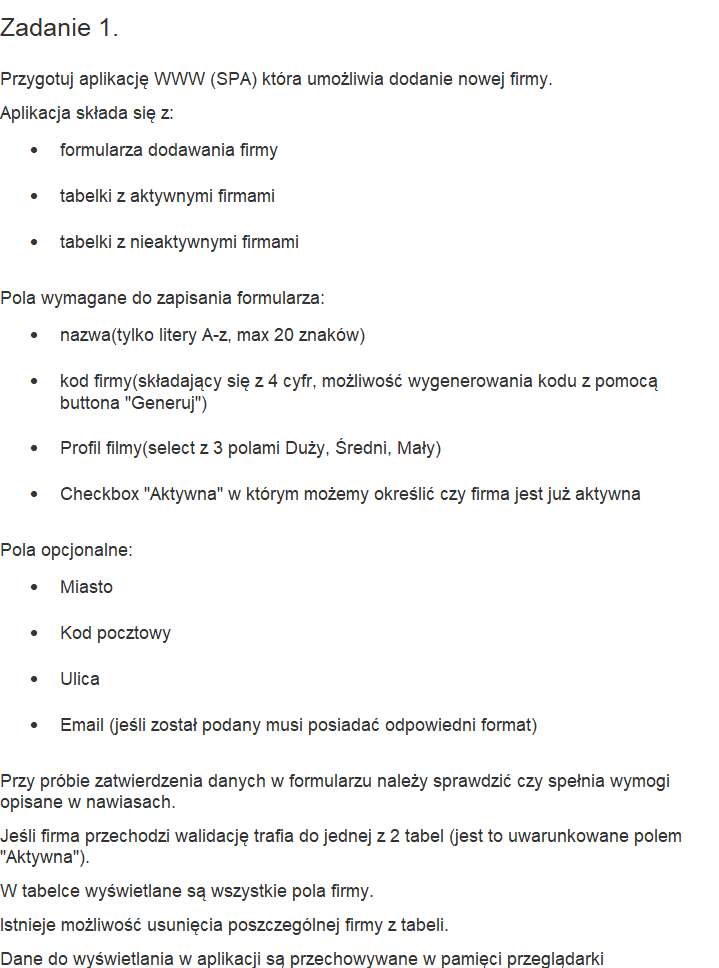 Zadanie 1.
Przygotuj aplikację WWW (SPA) która umożliwia dodanie nowej firmy.
Aplikacja składa się z:
• formularza dodawania firmy
• tabelki z aktywnymi firmami
• tabelki z nieaktywnymi firmami
Pola wymagane do zapisania formularza:
• nazwa(tylko litery A-z, max 20 znaków)
• kod firmy(składający się z 4 cyfr, możliwość wygenerowania kodu z pomocą
buttona "Generuj")
• Profil filmy(select z 3 polami Duży, Średni, Mały)
• Checkbox "Aktywna" w którym możemy określić czy firma jest już aktywna
Pola opcjonalne:
• Miasto
• Kod pocztowy
• Ulica
• Email (jeśli został podany musi posiadać odpowiedni format)
Przy próbie zatwierdzenia danych w formularzu należy sprawdzić czy spełnia wymogi
opisane w nawiasach.
Jeśli firma przechodzi walidację trafia do jednej z 2 tabel (jest to uwarunkowane polem
"Aktywna").
W tabelce wyświetlane są wszystkie pola firmy.
Istnieje możliwość usunięcia poszczególnej firmy z tabeli.
Dane do wyświetlania w aplikacji są przechowywane w pamięci przeglądarki